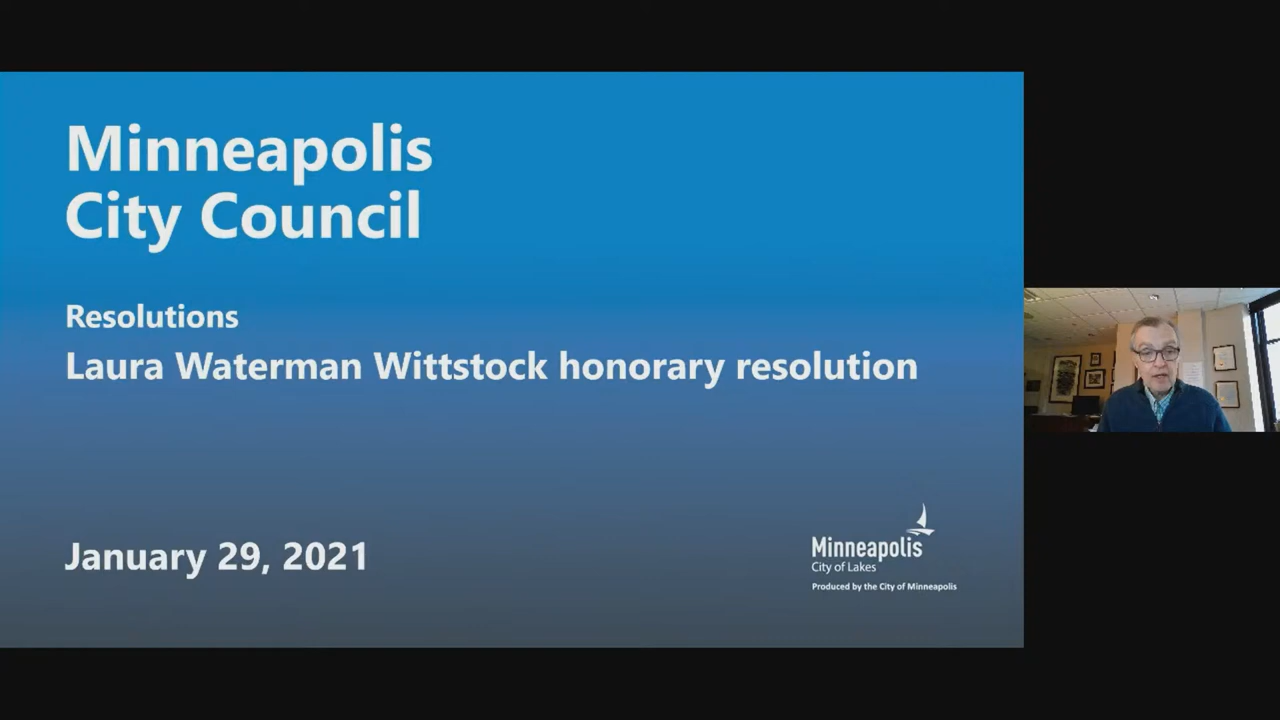 Minneapolis
City Council
Resolutions
Laura Waterman Wittstock honorary resolution
January 29, 2021
Minneapolis
City of Lakes
Produced by the City of Minneapolis